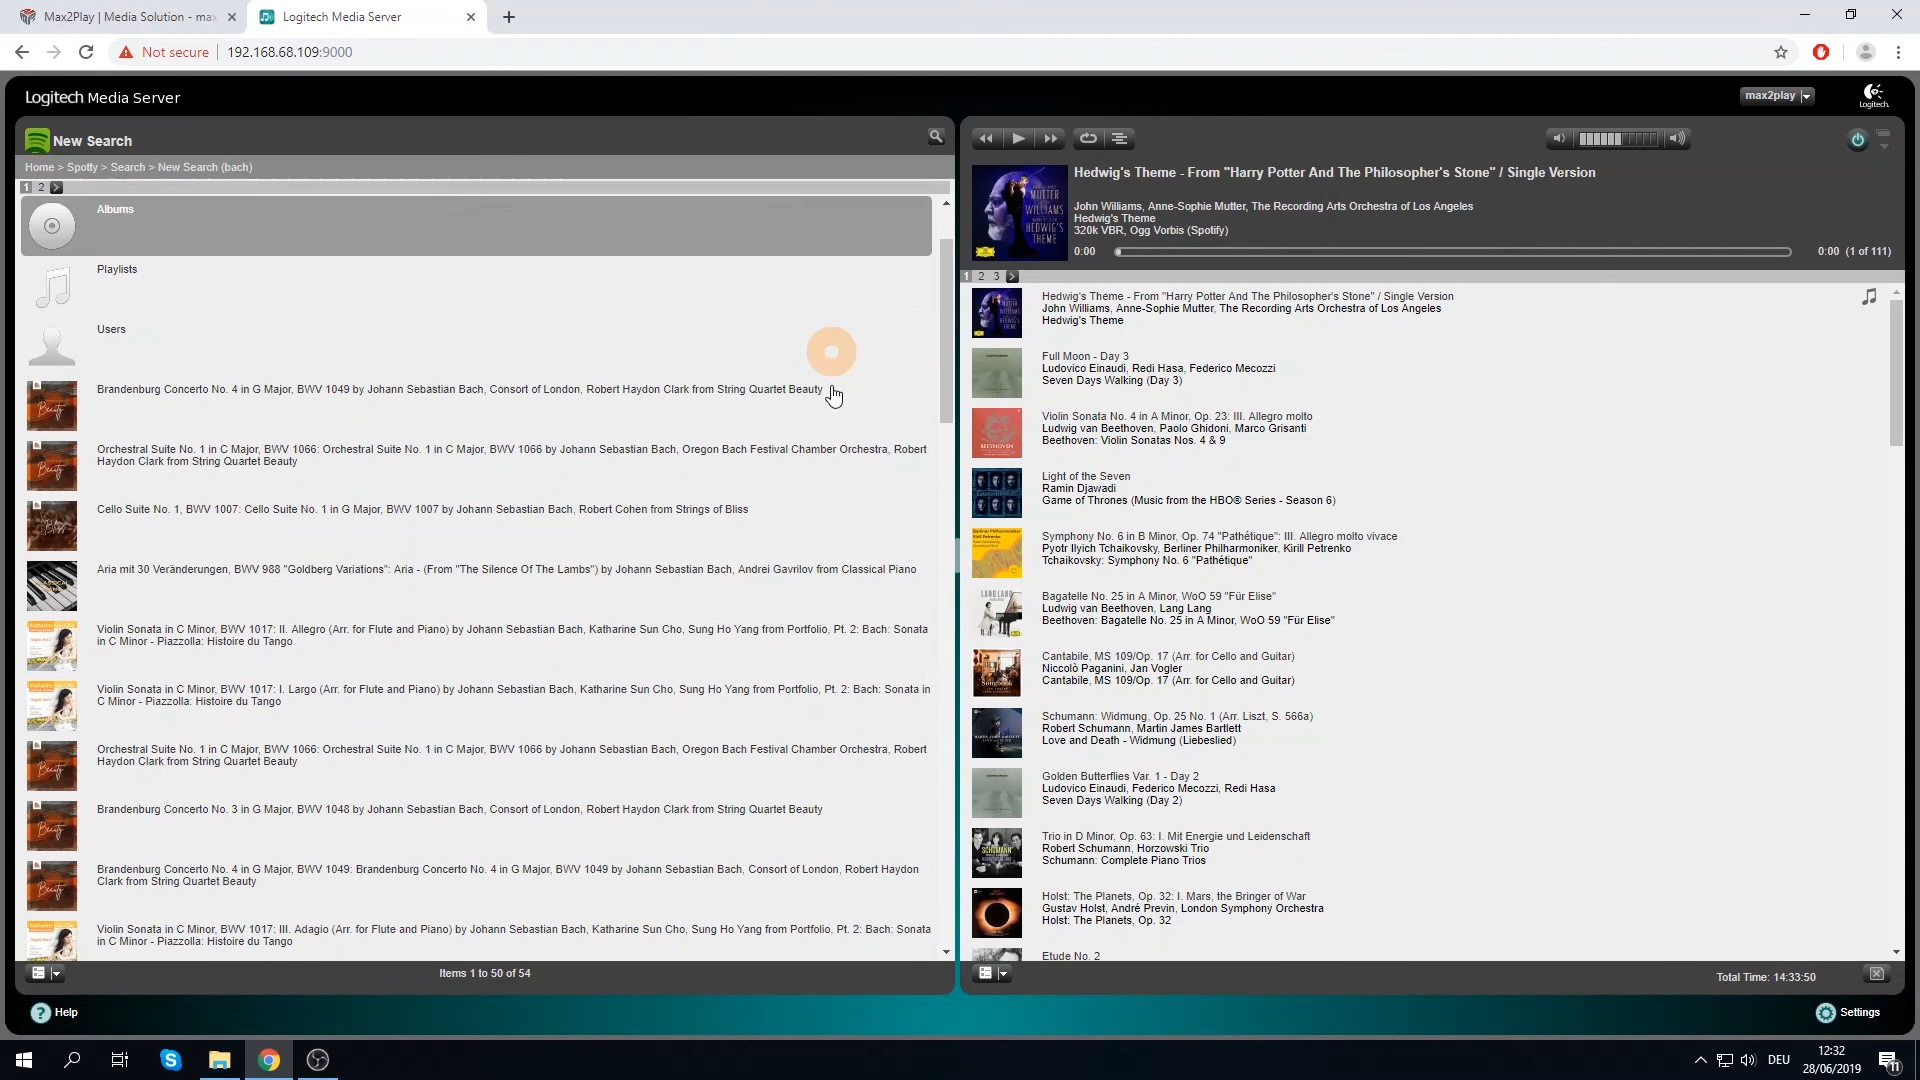 Max2Play | Media Solution - max
Logitech Media Server
Not secure
192.168.68.109:9000
Logitech Media Server
max2play
Logitech
New Search
Home > Spotty > Search > New Search (bach)
1 2
Albums
Playlists
Users
Brandenburg Concerto No. 4 in G Major, BWV 1049 by Johann Sebastian Bach, Consort of London, Robert Haydon Clark from String Quartet Beauty
Orchestral Suite No. 1 in C Major, BWV 1066: Orchestral Suite No. 1 in C Major, BWV 1066 by Johann Sebastian Bach, Oregon Bach Festival Chamber Orchestra, Robert
Haydon Clark from String Quartet Beauty
Cello Suite No. 1, BWV 1007: Cello Suite No. 1 in G Major, BWV 1007 by Johann Sebastian Bach, Robert Cohen from Strings of Bliss
Aria mit 30 Veränderungen, BWV 988 "Goldberg Variations": Aria - (From "The Silence Of The Lambs") by Johann Sebastian Bach, Andrei Gavrilov from Classical Piano
Violin Sonata in C Minor, BWV 1017: II. Allegro (Arr. for Flute and Piano) by Johann Sebastian Bach, Katharine Sun Cho, Sung Ho Yang from Portfolio, Pt. 2: Bach: Sonata
in C Minor - Piazzolla: Histoire du Tango
Violin Sonata in C Minor, BWV 1017: I. Largo (Arr. for Flute and Piano) by Johann Sebastian Bach, Katharine Sun Cho, Sung Ho Yang from Portfolio, Pt. 2: Bach: Sonata in
C Minor - Piazzolla: Histoire du Tango
Orchestral Suite No. 1 in C Major, BWV 1066: Orchestral Suite No. 1 in C Major, BWV 1066 by Johann Sebastian Bach, Oregon Bach Festival Chamber Orchestra, Robert
Haydon Clark from String Quartet Beauty
Brandenburg Concerto No. 3 in G Major, BWV 1048 by Johann Sebastian Bach, Consort of London, Robert Haydon Clark from String Quartet Beauty
Brandenburg Concerto No. 4 in G Major, BWV 1049: Brandenburg Concerto No. 4 in G Major, BWV 1049 by Johann Sebastian Bach, Consort of London, Robert Haydon
Clark from String Quartet Beauty
Violin Sonata in C Minor, BWV 1017: III. Adagio (Arr. for Flute and Piano) by Johann Sebastian Bach, Katharine Sun Cho, Sung Ho Yang from Portfolio, Pt. 2: Bach: Sonata
in C Minor - Piazzolla: Histoire du Tango
Items 1 to 50 of 54
Hedwig's Theme - From "Harry Potter And The Philosopher's Stone" / Single Version
John Williams, Anne-Sophie Mutter, The Recording Arts Orchestra of Los Angeles
Hedwig's Theme
320k VBR, Ogg Vorbis (Spotify)
0:00
0:00 (1 of 111)
1 2 3
Hedwig's Theme - From "Harry Potter And The Philosopher's Stone" / Single Version
John Williams, Anne-Sophie Mutter, The Recording Arts Orchestra of Los Angeles
Hedwig's Theme
Full Moon - Day 3
Ludovico Einaudi, Redi Hasa, Federico Mecozzi
Seven Days Walking (Day 3)
Violin Sonata No. 4 in A Minor, Op. 23: III. Allegro molto
Ludwig van Beethoven, Paolo Ghidoni, Marco Grisanti
Beethoven: Violin Sonatas Nos. 4 & 9
Light of the Seven
Ramin Djawadi
Game of Thrones (Music from the HBO® Series - Season 6)
Symphony No. 6 in B Minor, Op. 74 "Pathétique": III. Allegro molto vivace
Pyotr Ilyich Tchaikovsky, Berliner Philharmoniker, Kirill Petrenko
Tchaikovsky: Symphony No. 6 "Pathétique"
Bagatelle No. 25 in A Minor, WoO 59 "Für Elise"
Ludwig van Beethoven, Lang Lang
Beethoven: Bagatelle No. 25 in A Minor, WoO 59 "Für Elise"
Cantabile, MS 109/Op. 17 (Arr. for Cello and Guitar)
Niccolò Paganini, Jan Vogler
Cantabile, MS 109/Op. 17 (Arr. for Cello and Guitar)
Schumann: Widmung, Op. 25 No. 1 (Arr. Liszt, S. 566a)
Robert Schumann, Martin James Bartlett
Love and Death - Widmung (Liebeslied)
Golden Butterflies Var. 1 - Day 2
Ludovico Einaudi, Federico Mecozzi, Redi Hasa
Seven Days Walking (Day 2)
Trio in D Minor, Op. 63: I. Mit Energie und Leidenschaft
Robert Schumann, Horzowski Trio
Schumann: Complete Piano Trios
Holst: The Planets, Op. 32: I. Mars, the Bringer of War
Gustav Holst, André Previn, London Symphony Orchestra
Holst: The Planets, Op. 32
Etude No. 2
Total Time: 14:33:50
Help
Settings
DEU
12:32
28/06/2019
11